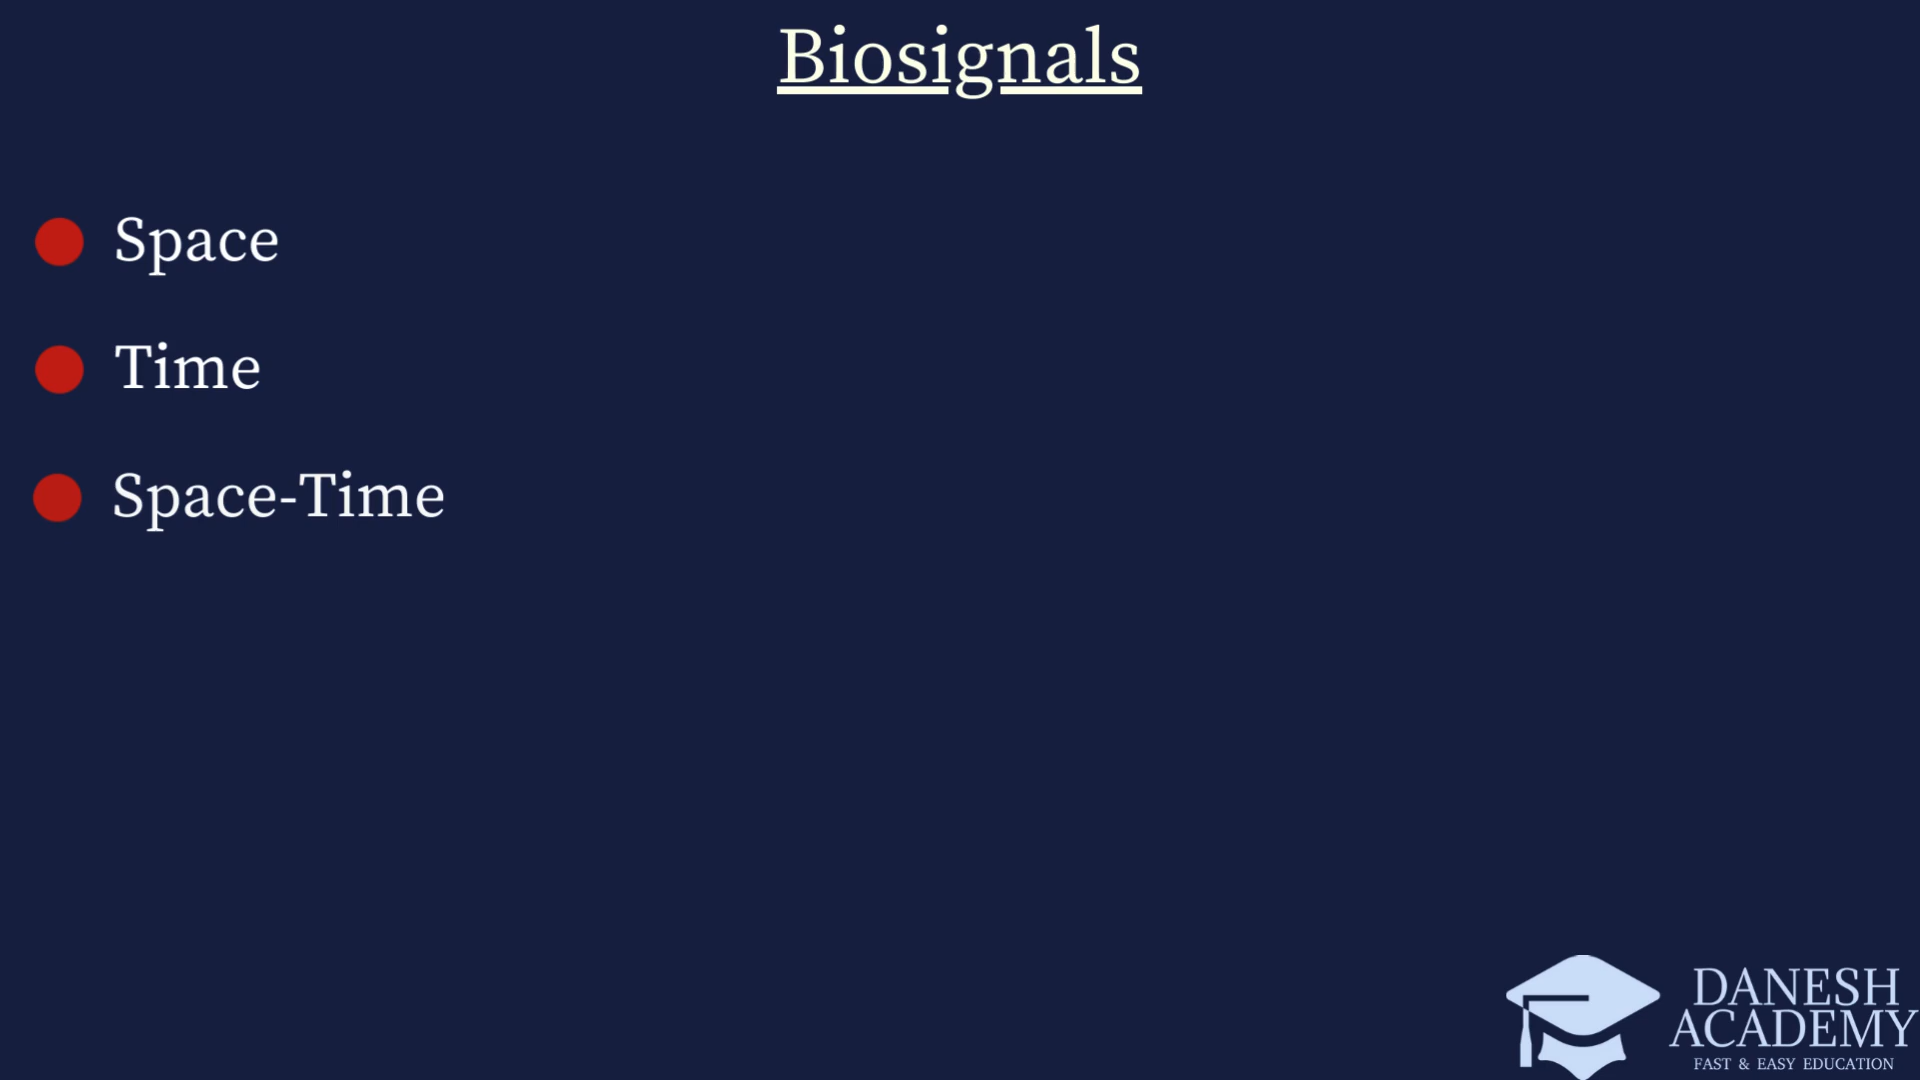 Biosignals
Space
Time
Space-Time
DANESH
ACADEMY
FAST & EASY EDUCATION